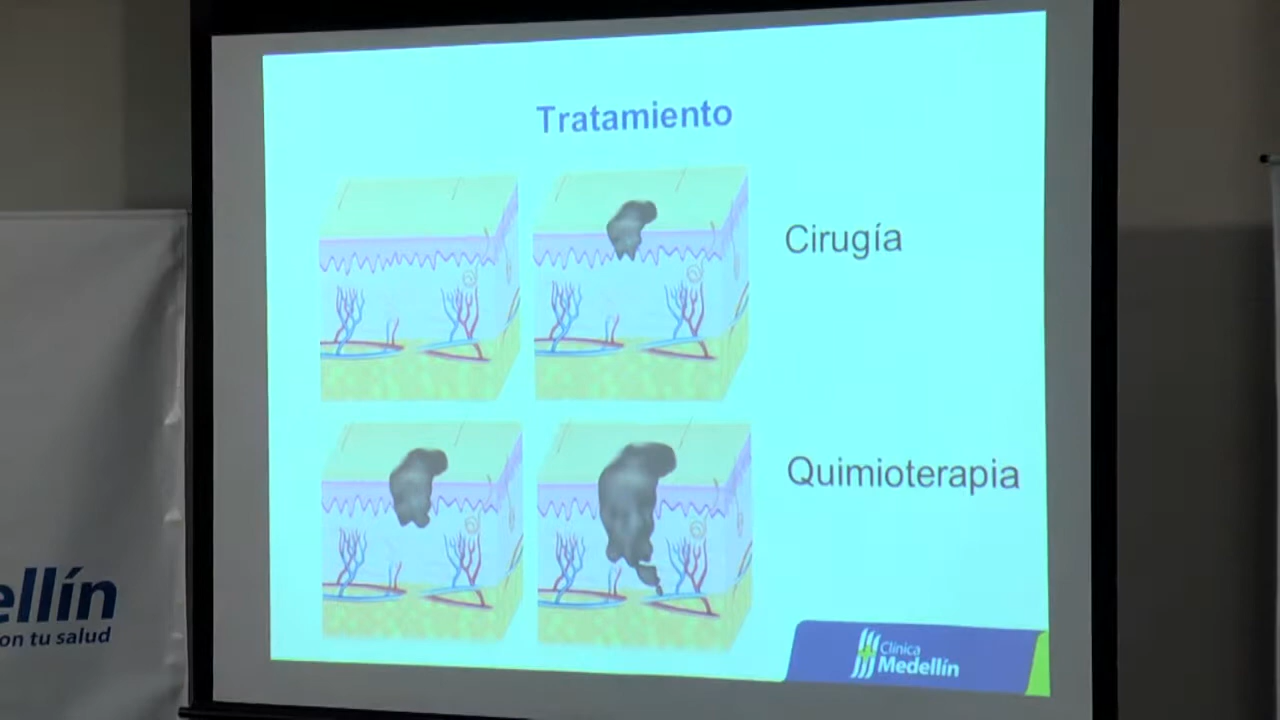 Tratamiento
Cirugía
Quimioterapia
Clínica
Medellín
ellín
on tu salud